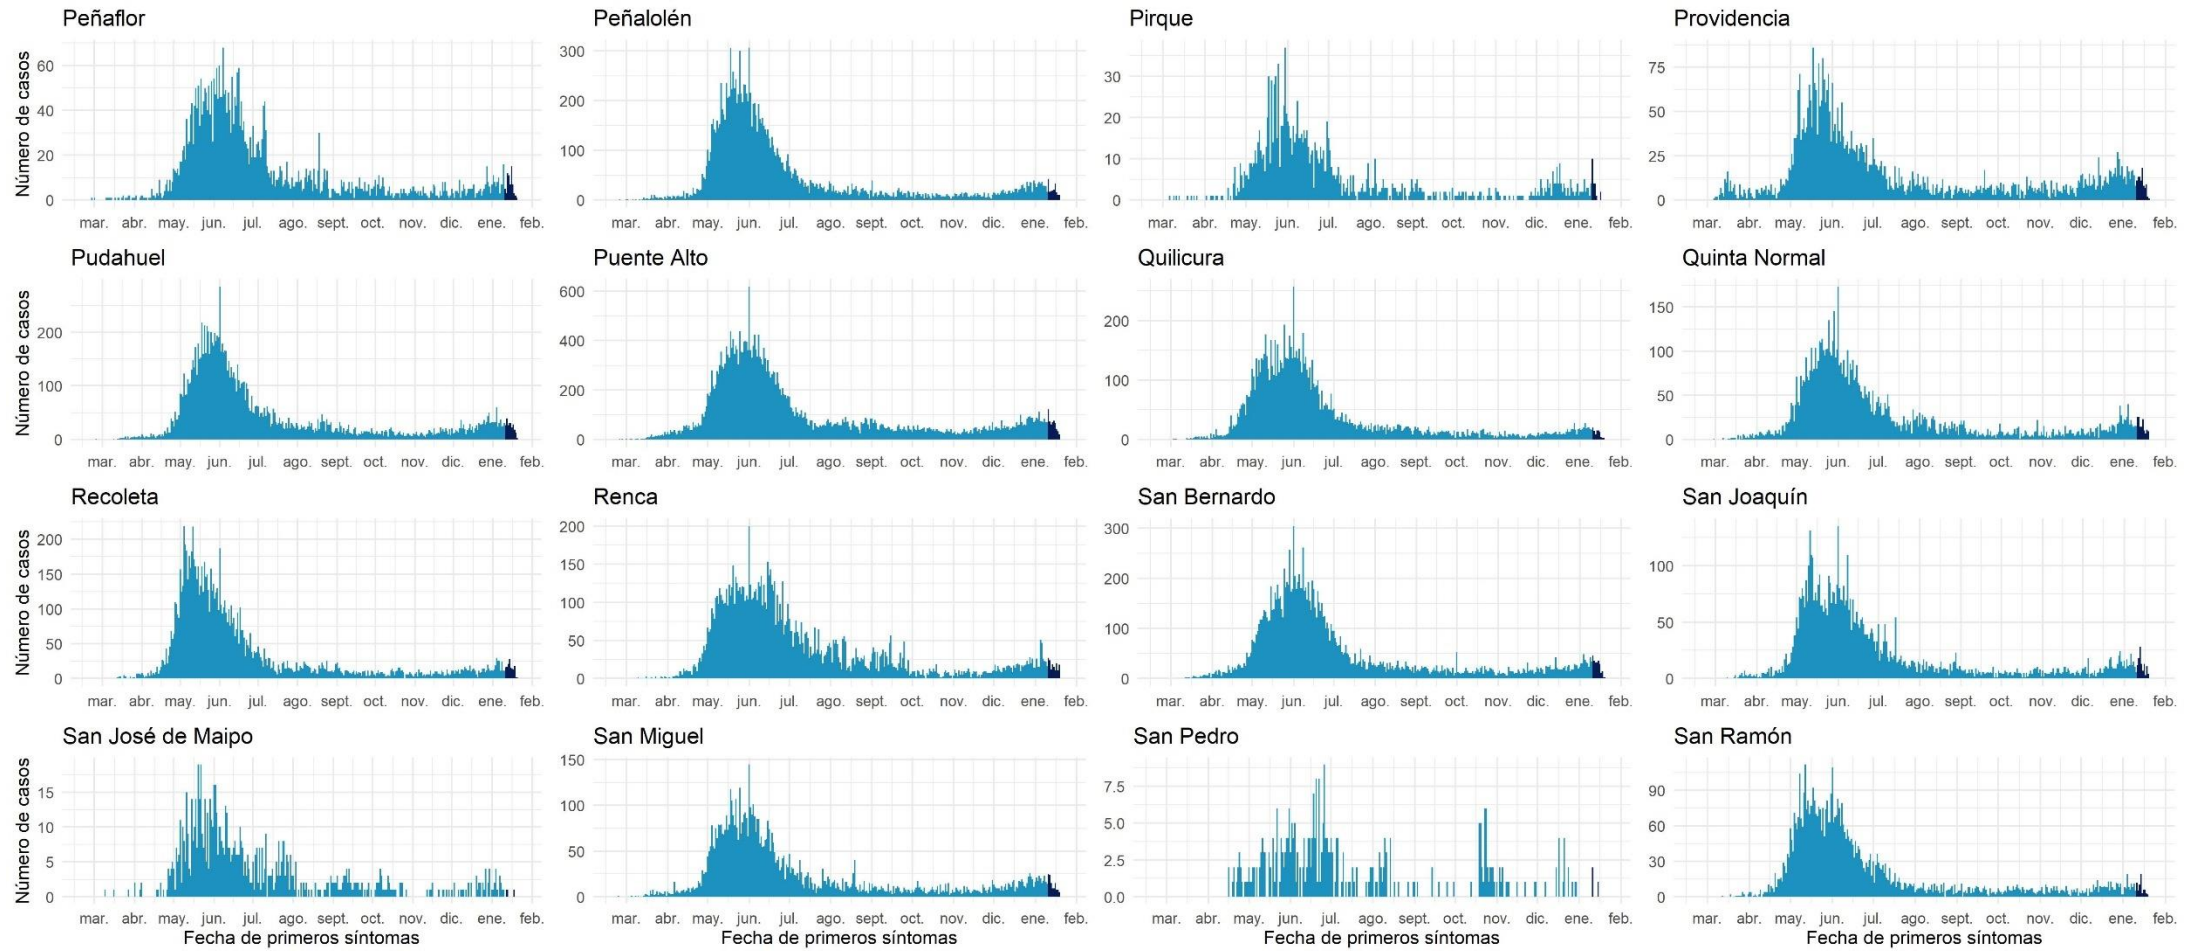 Peñaflor
Número de casos
60
40
20
0
mar. abr. may. jun. jul. ago. sept. oct. nov. dic. ene. feb.
Peñalolén
300
200
100
0
mar. abr. may. jun. jul. ago. sept. oct. nov. dic. ene. feb.
Pirque
30
20
10
0
mar. abr. may. jun. jul. ago. sept. oct. nov. dic. ene. feb.
Providencia
75
50
25
0
mar. abr. may. jun. jul. ago. sept. oct. nov. dic. ene. feb.
Pudahuel
Número de casos
200
100
0
mar. abr. may. jun. jul. ago. sept. oct. nov. dic. ene. feb.
Puente Alto
600
400
200
0
mar. abr. may. jun. jul. ago. sept. oct. nov. dic. ene. feb.
Quilicura
200
100
0
mar. abr. may. jun. jul. ago. sept. oct. nov. dic. ene. feb.
Quinta Normal
150
100
50
0
mar. abr. may. jun. jul. ago. sept. oct. nov. dic. ene. feb.
Recoleta
Número de casos
200
150
100
50
0
mar. abr. may. jun. jul. ago. sept. oct. nov. dic. ene. feb.
Renca
200
150
100
50
0
mar. abr. may. jun. jul. ago. sept. oct. nov. dic. ene. feb.
San Bernardo
300
200
100
0
mar. abr. may. jun. jul. ago. sept. oct. nov. dic. ene. feb.
San Joaquín
100
50
0
mar. abr. may. jun. jul. ago. sept. oct. nov. dic. ene. feb.
San José de Maipo
Número de casos
15
10
5
0
mar. abr. may. jun. jul. ago. sept. oct. nov. dic. ene. feb.
Fecha de primeros síntomas
San Miguel
150
100
50
0
mar. abr. may. jun. jul. ago. sept. oct. nov. dic. ene. feb.
Fecha de primeros síntomas
San Pedro
7.5
5.0
2.5
0.0
mar. abr. may. jun. jul. ago. sept. oct. nov. dic. ene. feb.
Fecha de primeros síntomas
San Ramón
90
60
30
0
mar. abr. may. jun. jul. ago. sept. oct. nov. dic. ene. feb.
Fecha de primeros síntomas